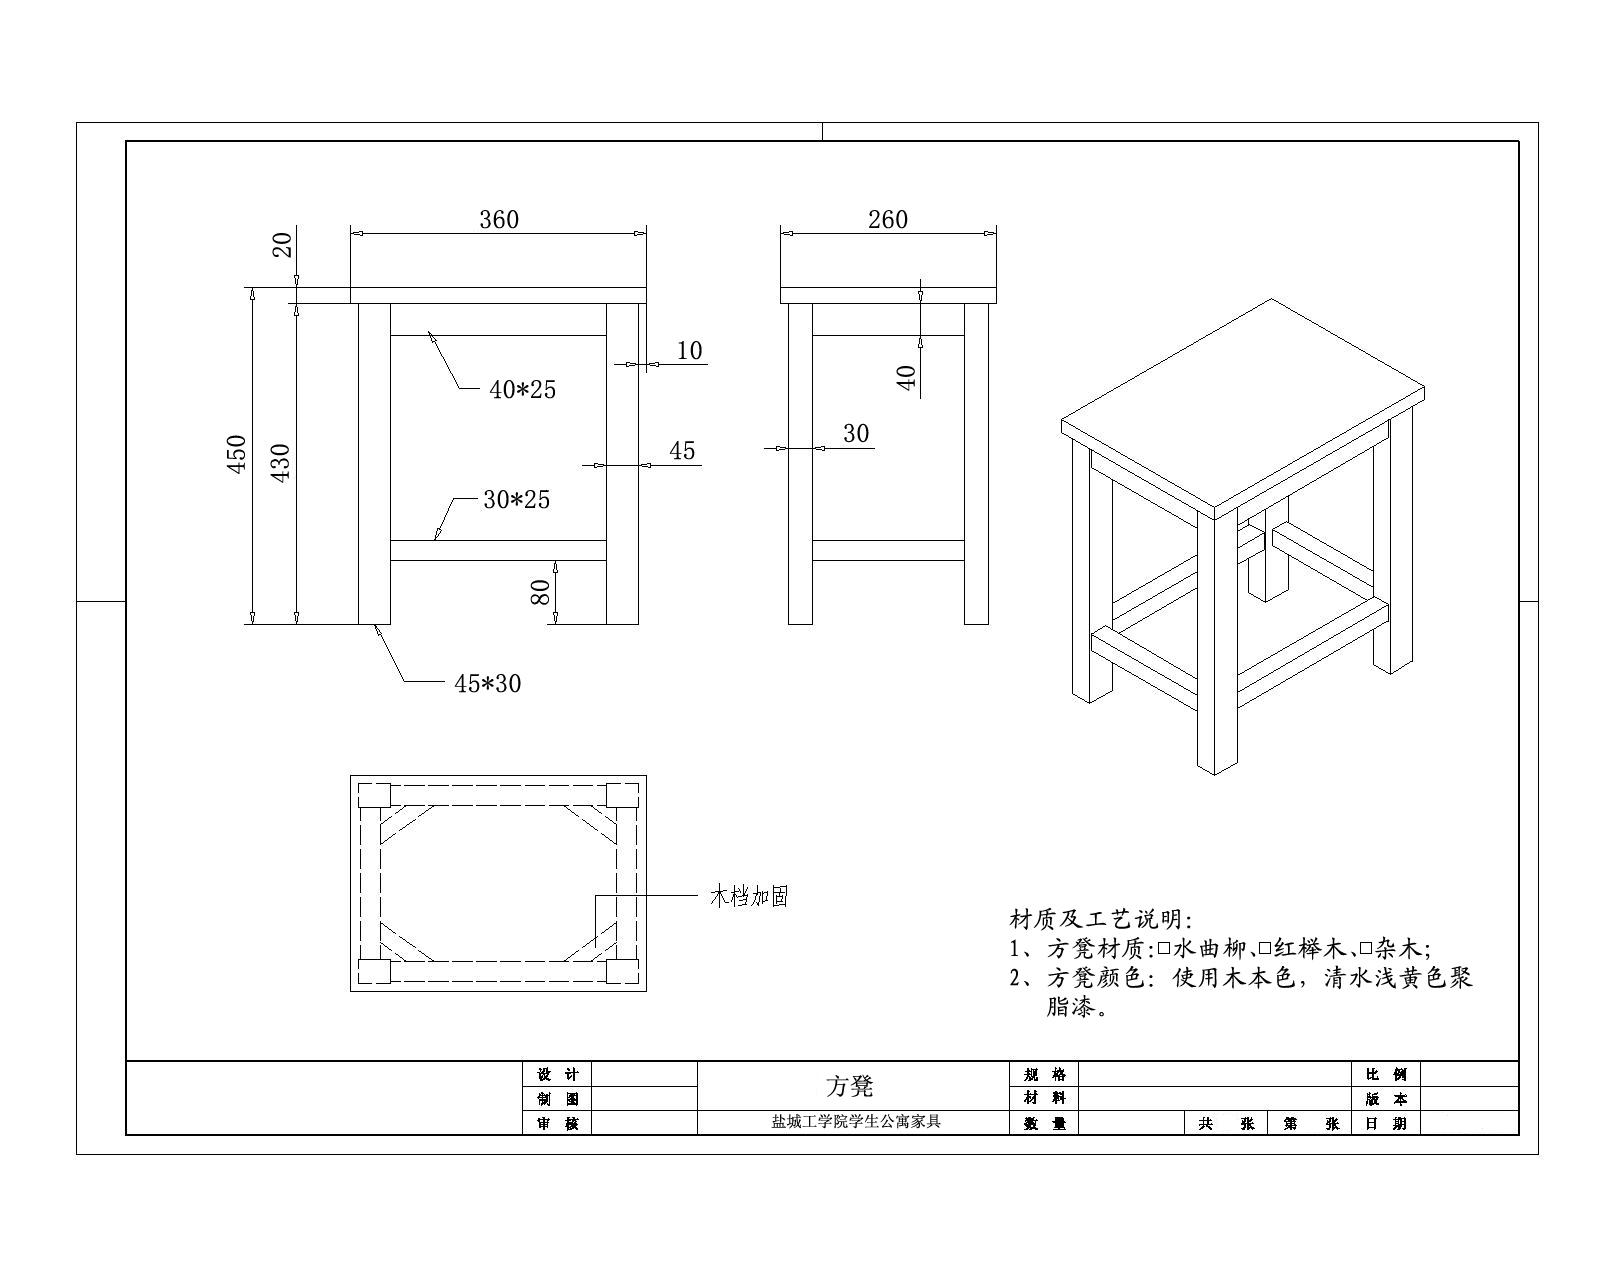 360
20
450
430
10
40*25
45
30*25
80
45*30
260
40
30
木档加固
材质及工艺说明:
1、方凳材质:□水曲柳、□红榉木、□杂木;
2、方凳颜色: 使用木本色, 清水浅黄色聚
脂漆。
设 计
制 图
审 核
方凳
盐城工学院学生公寓家具
规 格
材 料
数 量
共 张
第 张
比 例
版 本
日 期